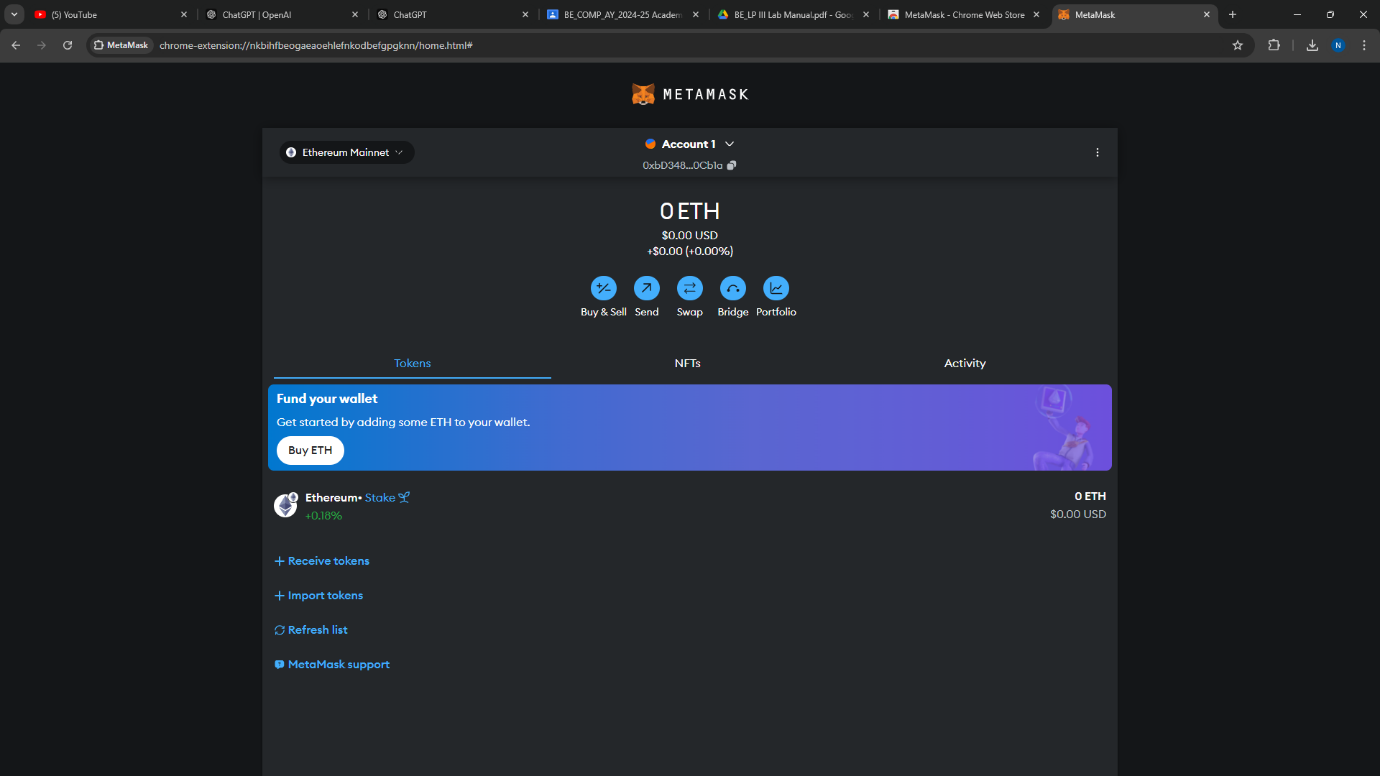 (5) YouTube
ChatGPT | OpenAI
ChatGPT
BE_COMP_AY_2024-25 Academ
BE_LP III Lab Manual.pdf - Goo
MetaMask - Chrome Web Store
MetaMask
MetaMask
chrome-extension://nkbihfbeogaeaoehlefnkodbefgpgknn/home.html#
N
METAMASK
Ethereum Mainnet
Account 1
0xbD348...0Cb1a
0 ETH
$0.00 USD
+$0.00 (+0.00%)
Buy & Sell
Send
Swap
Bridge
Portfolio
Tokens
NFTs
Activity
Fund your wallet
Get started by adding some ETH to your wallet.
Buy ETH
Ethereum• Stake
0 ETH
+0.18%
$0.00 USD
+ Receive tokens
+ Import tokens
Refresh list
MetaMask support